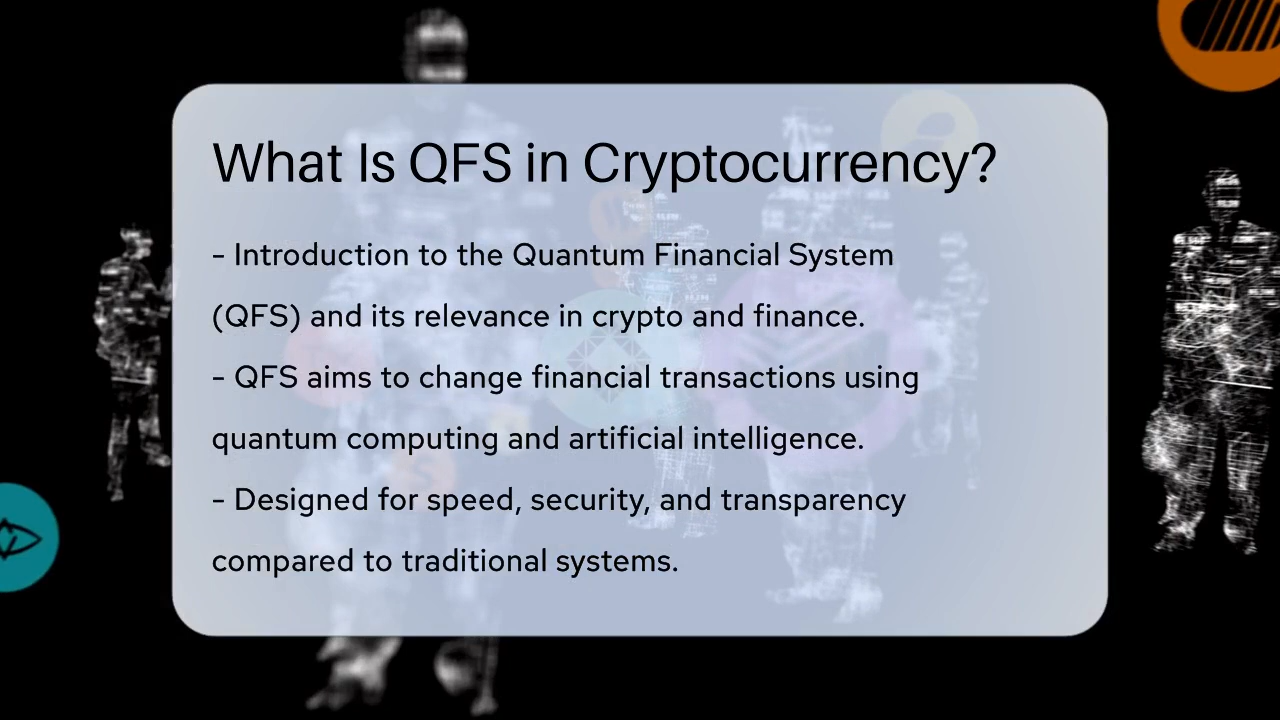 What Is QFS in Cryptocurrency?
– Introduction to the Quantum Financial System
(QFS) and its relevance in crypto and finance.
– QFS aims to change financial transactions using
quantum computing and artificial intelligence.
– Designed for speed, security, and transparency
compared to traditional systems.